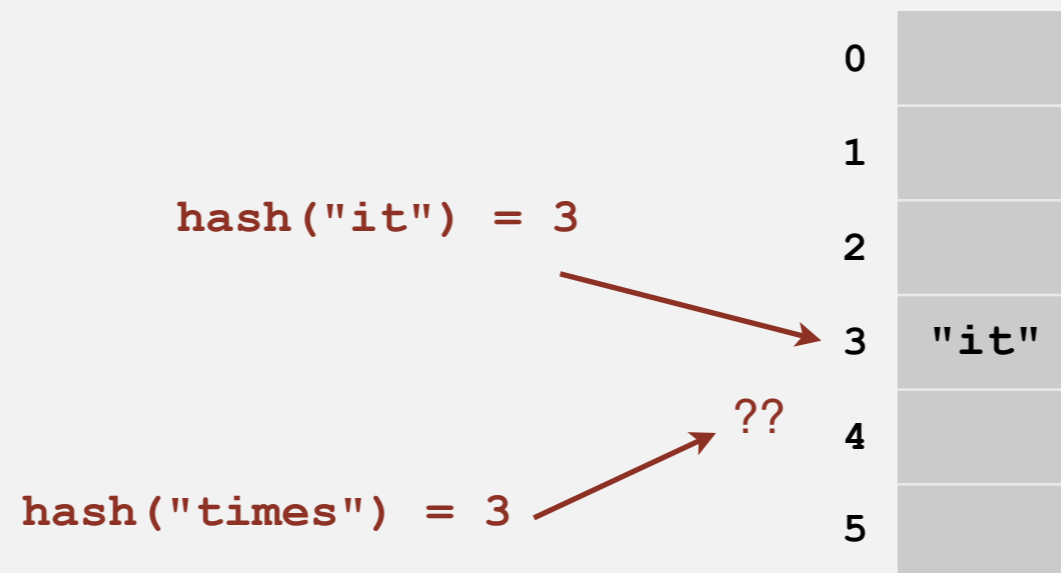 0
1
hash("it") = 3
2
3 "it"
??
4
hash("times") = 3
5